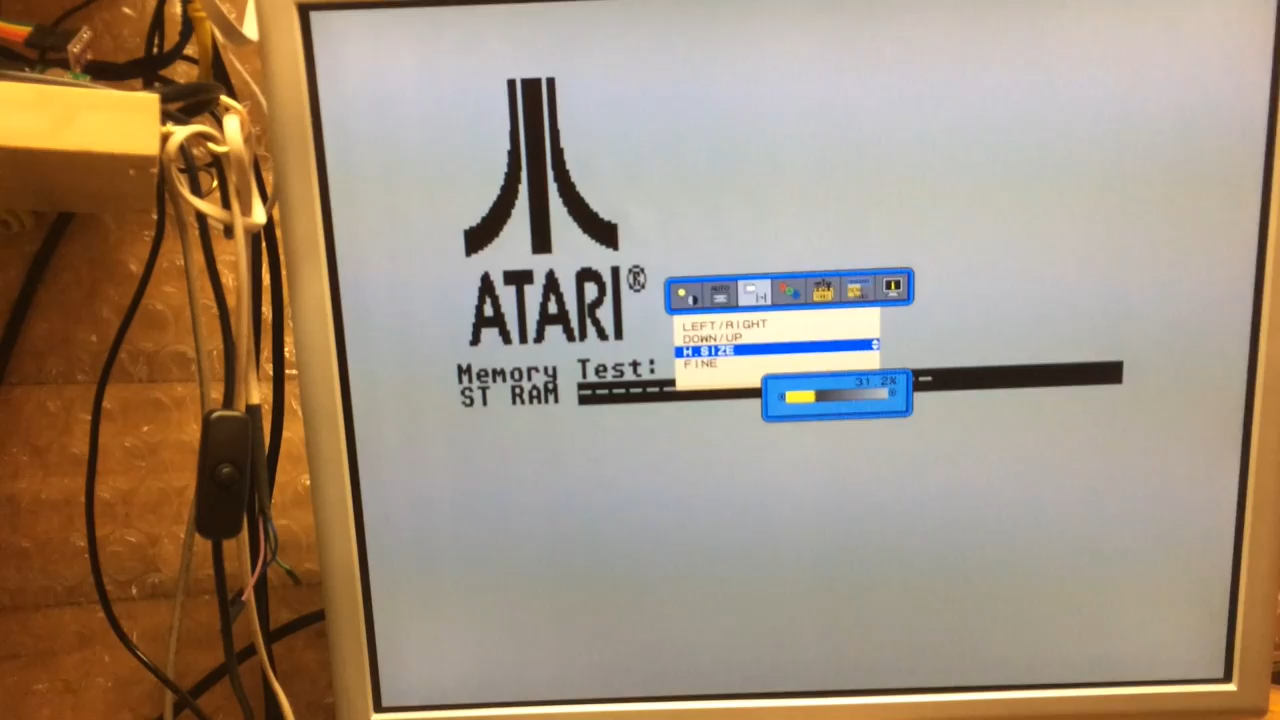 ATARI®
AUTO
LEFT/RIGHT
DOWN/UP
H.SIZE
FINE
Memory Test:
ST RAM
31.2%